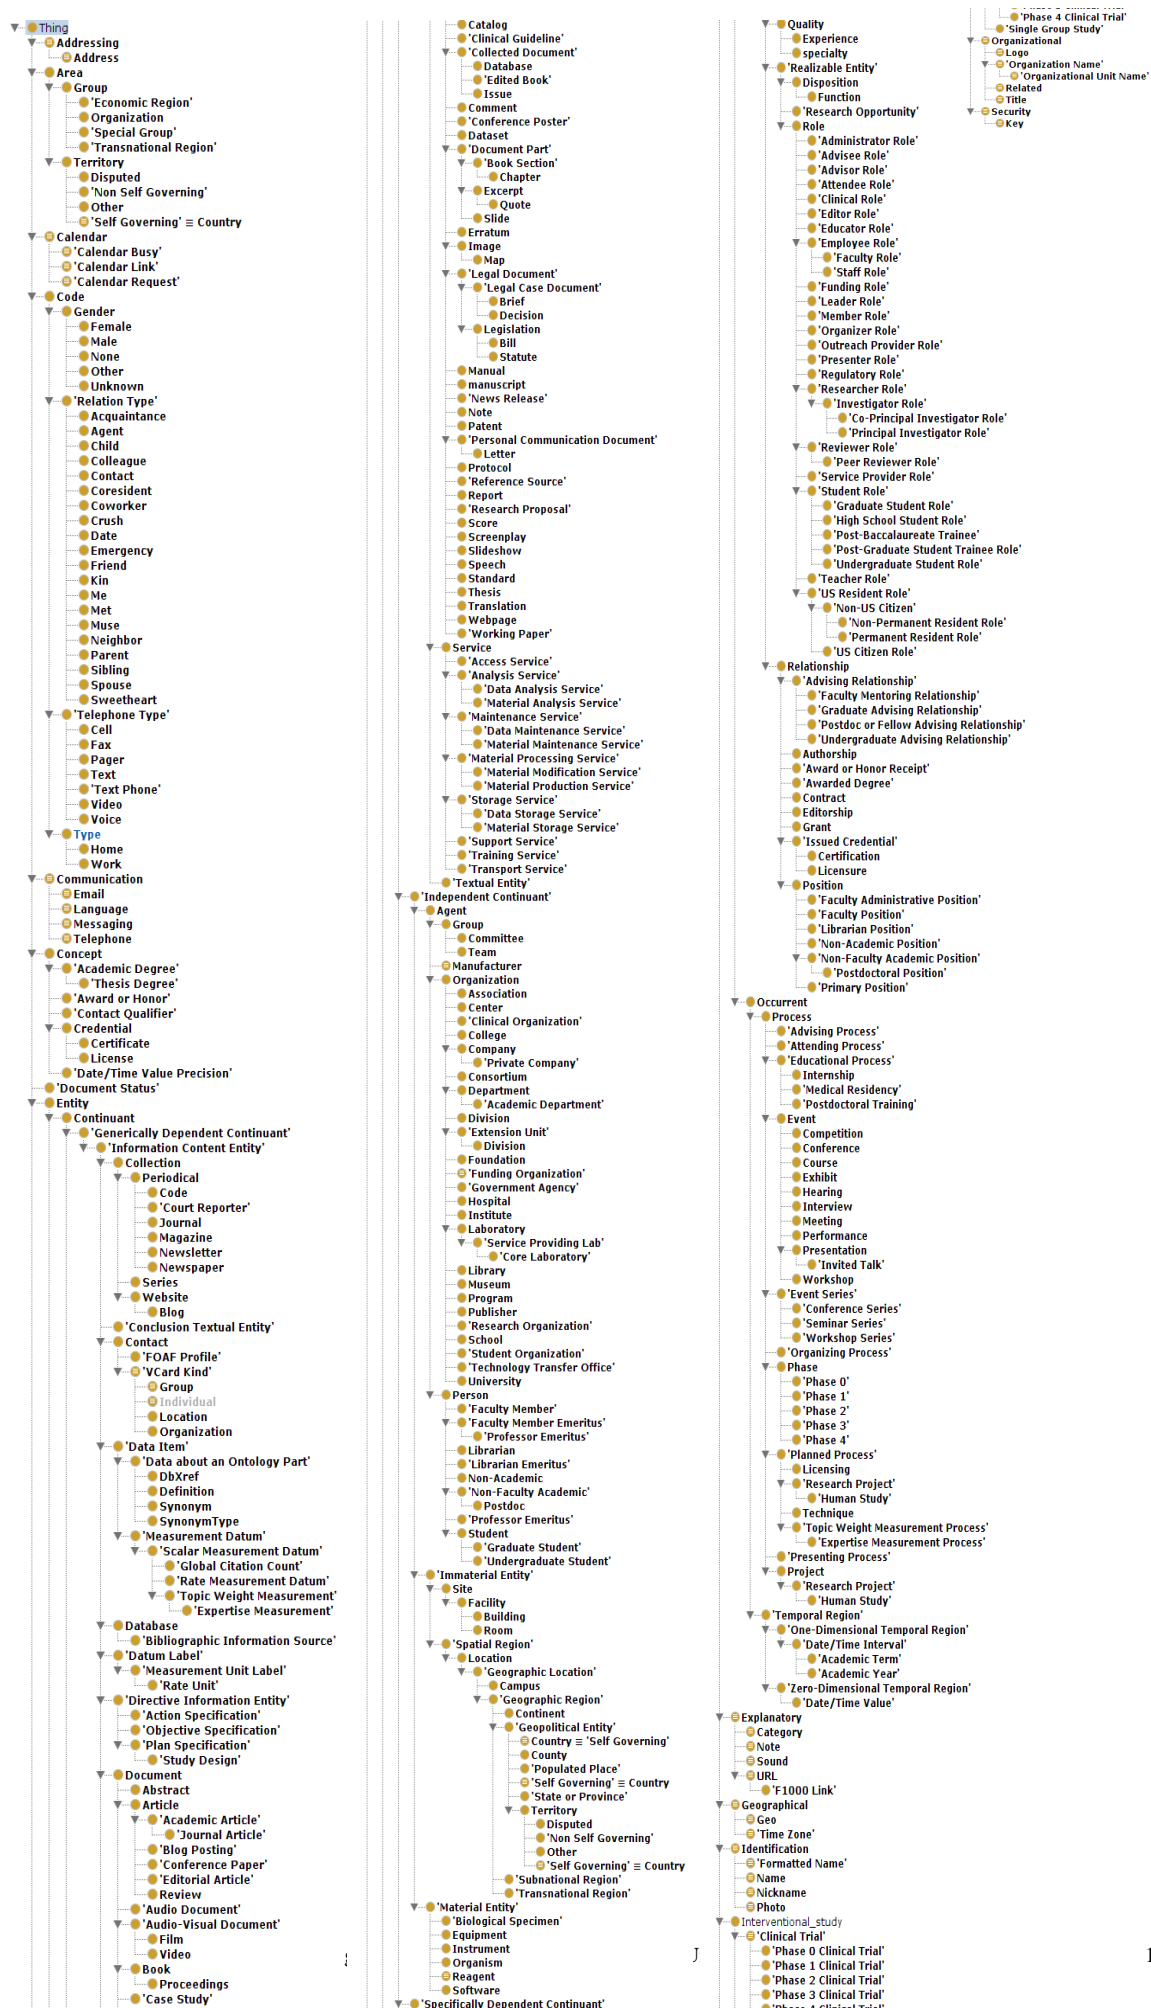 Thing
Addressing
Address
Area
Group
'Economic Region'
Organization
'Special Group'
'Transnational Region'
Territory
Disputed
'Non Self Governing'
Other
'Self Governing' ≡ Country
Calendar
'Calendar Busy'
'Calendar Link'
'Calendar Request'
Code
Gender
Female
Male
None
Other
Unknown
'Relation Type'
Acquaintance
Agent
Child
Colleague
Contact
Coresident
Coworker
Crush
Date
Emergency
Friend
Kin
Me
Met
Muse
Neighbor
Parent
Sibling
Spouse
Sweetheart
'Telephone Type'
Cell
Fax
Pager
Text
'Text Phone'
Video
Voice
Type
Home
Work
Communication
Email
Language
Messaging
Telephone
Concept
'Academic Degree'
'Thesis Degree'
'Award or Honor'
'Contact Qualifier'
Credential
Certificate
License
'Date/Time Value Precision'
'Document Status'
Entity
Continuant
'Generically Dependent Continuant'
'Information Content Entity'
Collection
Periodical
Code
'Court Reporter'
Journal
Magazine
Newsletter
Newspaper
Series
Website
Blog
'Conclusion Textual Entity'
Contact
'FOAF Profile'
'VCard Kind'
Group
Individual
Location
Organization
'Data Item'
'Data about an Ontology Part'
DbXref
Definition
Synonym
SynonymType
'Measurement Datum'
'Scalar Measurement Datum'
'Global Citation Count'
'Rate Measurement Datum'
'Topic Weight Measurement'
'Expertise Measurement'
Database
'Bibliographic Information Source'
'Datum Label'
'Measurement Unit Label'
'Rate Unit'
'Directive Information Entity'
'Action Specification'
'Objective Specification'
'Plan Specification'
'Study Design'
Document
Abstract
Article
'Academic Article'
'Journal Article'
'Blog Posting'
'Conference Paper'
'Editorial Article'
Review
'Audio Document'
'Audio-Visual Document'
Film
Video
Book
Proceedings
'Case Study'
Catalog
'Clinical Guideline'
'Collected Document'
Database
'Edited Book'
Issue
Comment
'Conference Poster'
Dataset
'Document Part'
'Book Section'
Chapter
Excerpt
Quote
Slide
Erratum
Image
Map
'Legal Document'
'Legal Case Document'
Brief
Decision
Legislation
Bill
Statute
Manual
manuscript
'News Release'
Note
Patent
'Personal Communication Document'
Letter
Protocol
'Reference Source'
Report
'Research Proposal'
Score
Screenplay
Slideshow
Speech
Standard
Thesis
Translation
Webpage
'Working Paper'
Service
'Access Service'
'Analysis Service'
'Data Analysis Service'
'Material Analysis Service'
'Maintenance Service'
'Data Maintenance Service'
'Material Maintenance Service'
'Material Processing Service'
'Material Modification Service'
'Material Production Service'
'Storage Service'
'Data Storage Service'
'Material Storage Service'
'Support Service'
'Training Service'
'Transport Service'
'Textual Entity'
'Independent Continuant'
Agent
Group
Committee
Team
Manufacturer
Organization
Association
Center
'Clinical Organization'
College
Company
'Private Company'
Consortium
Department
'Academic Department'
Division
'Extension Unit'
Division
Foundation
'Funding Organization'
'Government Agency'
Hospital
Institute
Laboratory
'Service Providing Lab'
'Core Laboratory'
Library
Museum
Program
Publisher
'Research Organization'
School
'Student Organization'
'Technology Transfer Office'
University
Person
'Faculty Member'
'Faculty Member Emeritus'
'Professor Emeritus'
Librarian
'Librarian Emeritus'
Non-Academic
'Non-Faculty Academic'
Postdoc
'Professor Emeritus'
Student
'Graduate Student'
'Undergraduate Student'
'Immaterial Entity'
Site
Facility
Building
Room
'Spatial Region'
Location
'Geographic Location'
Campus
'Geographic Region'
Continent
'Geopolitical Entity'
Country ≡ 'Self Governing'
County
'Populated Place'
'Self Governing' ≡ Country
'State or Province'
Territory
Disputed
'Non Self Governing'
Other
'Self Governing' ≡ Country
'Subnational Region'
'Transnational Region'
'Material Entity'
'Biological Specimen'
Equipment
Instrument
Organism
Reagent
Software
'Specifically Dependent Continuant'
Quality
Experience
specialty
'Realizable Entity'
Disposition
Function
'Research Opportunity'
Role
'Administrator Role'
'Advisee Role'
'Advisor Role'
'Attendee Role'
'Clinical Role'
'Editor Role'
'Educator Role'
'Employee Role'
'Faculty Role'
'Staff Role'
'Funding Role'
'Leader Role'
'Member Role'
'Organizer Role'
'Outreach Provider Role'
'Presenter Role'
'Regulatory Role'
'Researcher Role'
'Investigator Role'
'Co-Principal Investigator Role'
'Principal Investigator Role'
'Reviewer Role'
'Peer Reviewer Role'
'Service Provider Role'
'Student Role'
'Graduate Student Role'
'High School Student Role'
'Post-Baccalaureate Trainee'
'Post-Graduate Student Trainee Role'
'Undergraduate Student Role'
'Teacher Role'
'US Resident Role'
'Non-US Citizen'
'Non-Permanent Resident Role'
'Permanent Resident Role'
'US Citizen Role'
Relationship
'Advising Relationship'
'Faculty Mentoring Relationship'
'Graduate Advising Relationship'
'Postdoc or Fellow Advising Relationship'
'Undergraduate Advising Relationship'
Authorship
'Award or Honor Receipt'
'Awarded Degree'
Contract
Editorship
Grant
'Issued Credential'
Certification
Licensure
Position
'Faculty Administrative Position'
'Faculty Position'
'Librarian Position'
'Non-Academic Position'
'Non-Faculty Academic Position'
'Postdoctoral Position'
'Primary Position'
Occurrent
Process
'Advising Process'
'Attending Process'
'Educational Process'
Internship
'Medical Residency'
'Postdoctoral Training'
Event
Competition
Conference
Course
Exhibit
Hearing
Interview
Meeting
Performance
Presentation
'Invited Talk'
Workshop
'Event Series'
'Conference Series'
'Seminar Series'
'Workshop Series'
'Organizing Process'
Phase
'Phase 0'
'Phase 1'
'Phase 2'
'Phase 3'
'Phase 4'
'Planned Process'
Licensing
'Research Project'
'Human Study'
Technique
'Topic Weight Measurement Process'
'Expertise Measurement Process'
'Presenting Process'
Project
'Research Project'
'Human Study'
'Temporal Region'
'One-Dimensional Temporal Region'
'Date/Time Interval'
'Academic Term'
'Academic Year'
'Zero-Dimensional Temporal Region'
'Date/Time Value'
Explanatory
Category
Note
Sound
URL
'F1000 Link'
Geographical
Geo
'Time Zone'
Identification
'Formatted Name'
Name
Nickname
Photo
Interventional_study
'Clinical Trial'
'Phase 0 Clinical Trial'
'Phase 1 Clinical Trial'
'Phase 2 Clinical Trial'
'Phase 3 Clinical Trial'
'Phase 4 Clinical Trial'
'Single Group Study'
Organizational
Logo
'Organization Name'
'Organizational Unit Name'
Related
Title
Security
Key